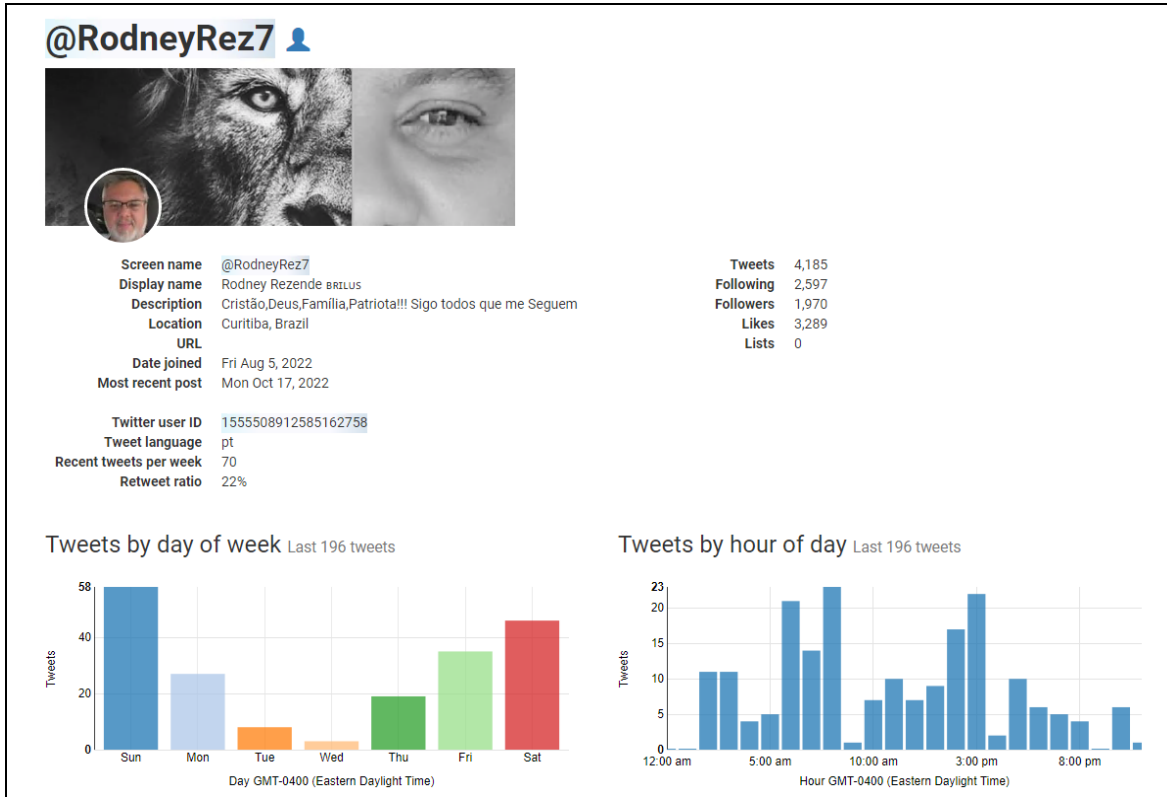 @RodneyRez7
Screen name @RodneyRez7
Display name Rodney Rezende ʙʀɪʟᴜs
Description Cristão,Deus,Família,Patriota!!! Sigo todos que me Seguem
Location Curitiba, Brazil
URL
Date joined Fri Aug 5, 2022
Most recent post Mon Oct 17, 2022
Twitter user ID 1555508912585162758
Tweet language pt
Recent tweets per week 70
Retweet ratio 22%
Tweets 4,185
Following 2,597
Followers 1,970
Likes 3,289
Lists 0
Tweets by day of week Last 196 tweets
58
40
20
0
Tweets
Sun Mon Tue Wed Thu Fri Sat
Day GMT-0400 (Eastern Daylight Time)
Tweets by hour of day Last 196 tweets
23
20
15
10
5
0
Tweets
12:00 am 5:00 am 10:00 am 3:00 pm 8:00 pm
Hour GMT-0400 (Eastern Daylight Time)